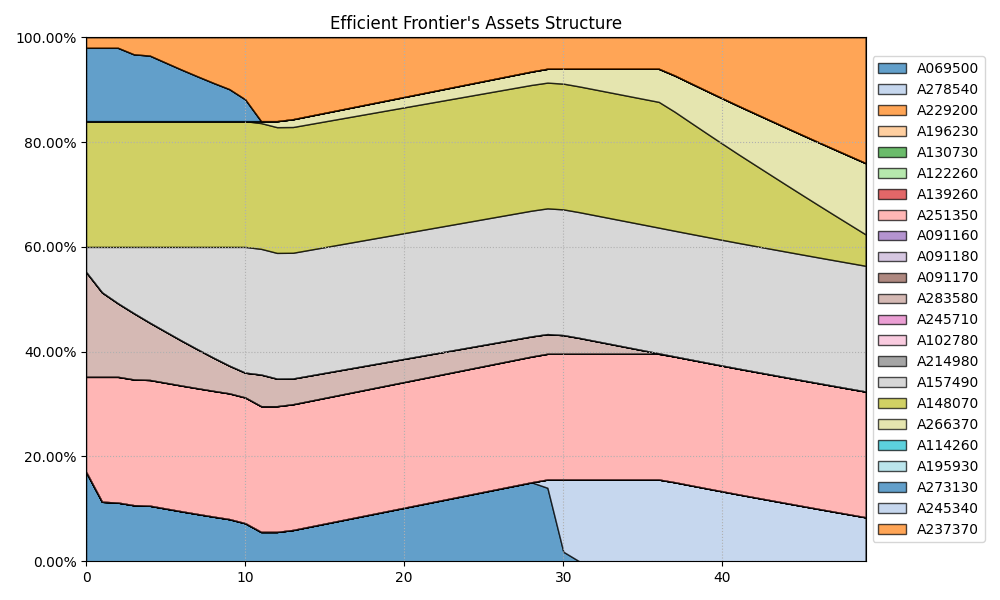 Efficient Frontier's Assets Structure
100.00%
80.00%
60.00%
40.00%
20.00%
0.00%
0 10 20 30 40
A069500
A278540
A229200
A196230
A130730
A122260
A139260
A251350
A091160
A091180
A091170
A283580
A245710
A102780
A214980
A157490
A148070
A266370
A114260
A195930
A273130
A245340
A237370